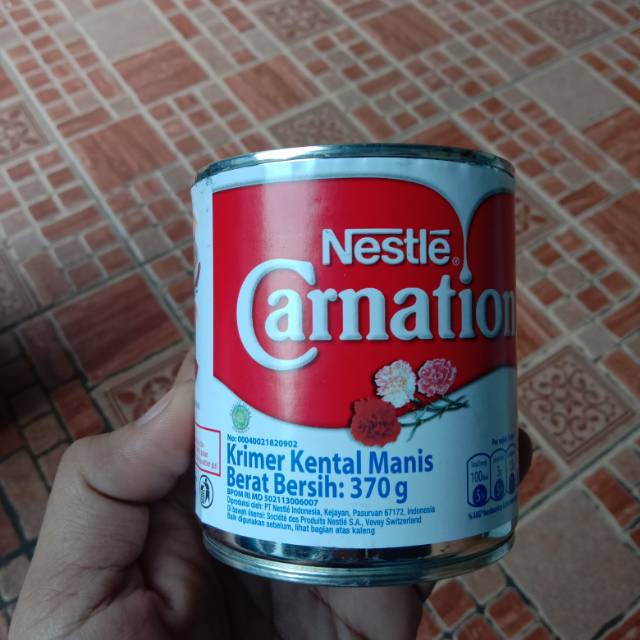 Nestlé®
Carnation
No: 00040021820902
Krimer Kental Manis
Berat Bersih: 370 g
BPOM RI MD 502113006007
Diproduksi oleh: PT Nestlé Indonesia, Kejayan, Pasuruan 67172, Indonesia
Di bawah lisensi: Société des Produits Nestlé S.A., Vevey Switzerland
Baik digunakan sebelum, lihat bagian atas kaleng
100